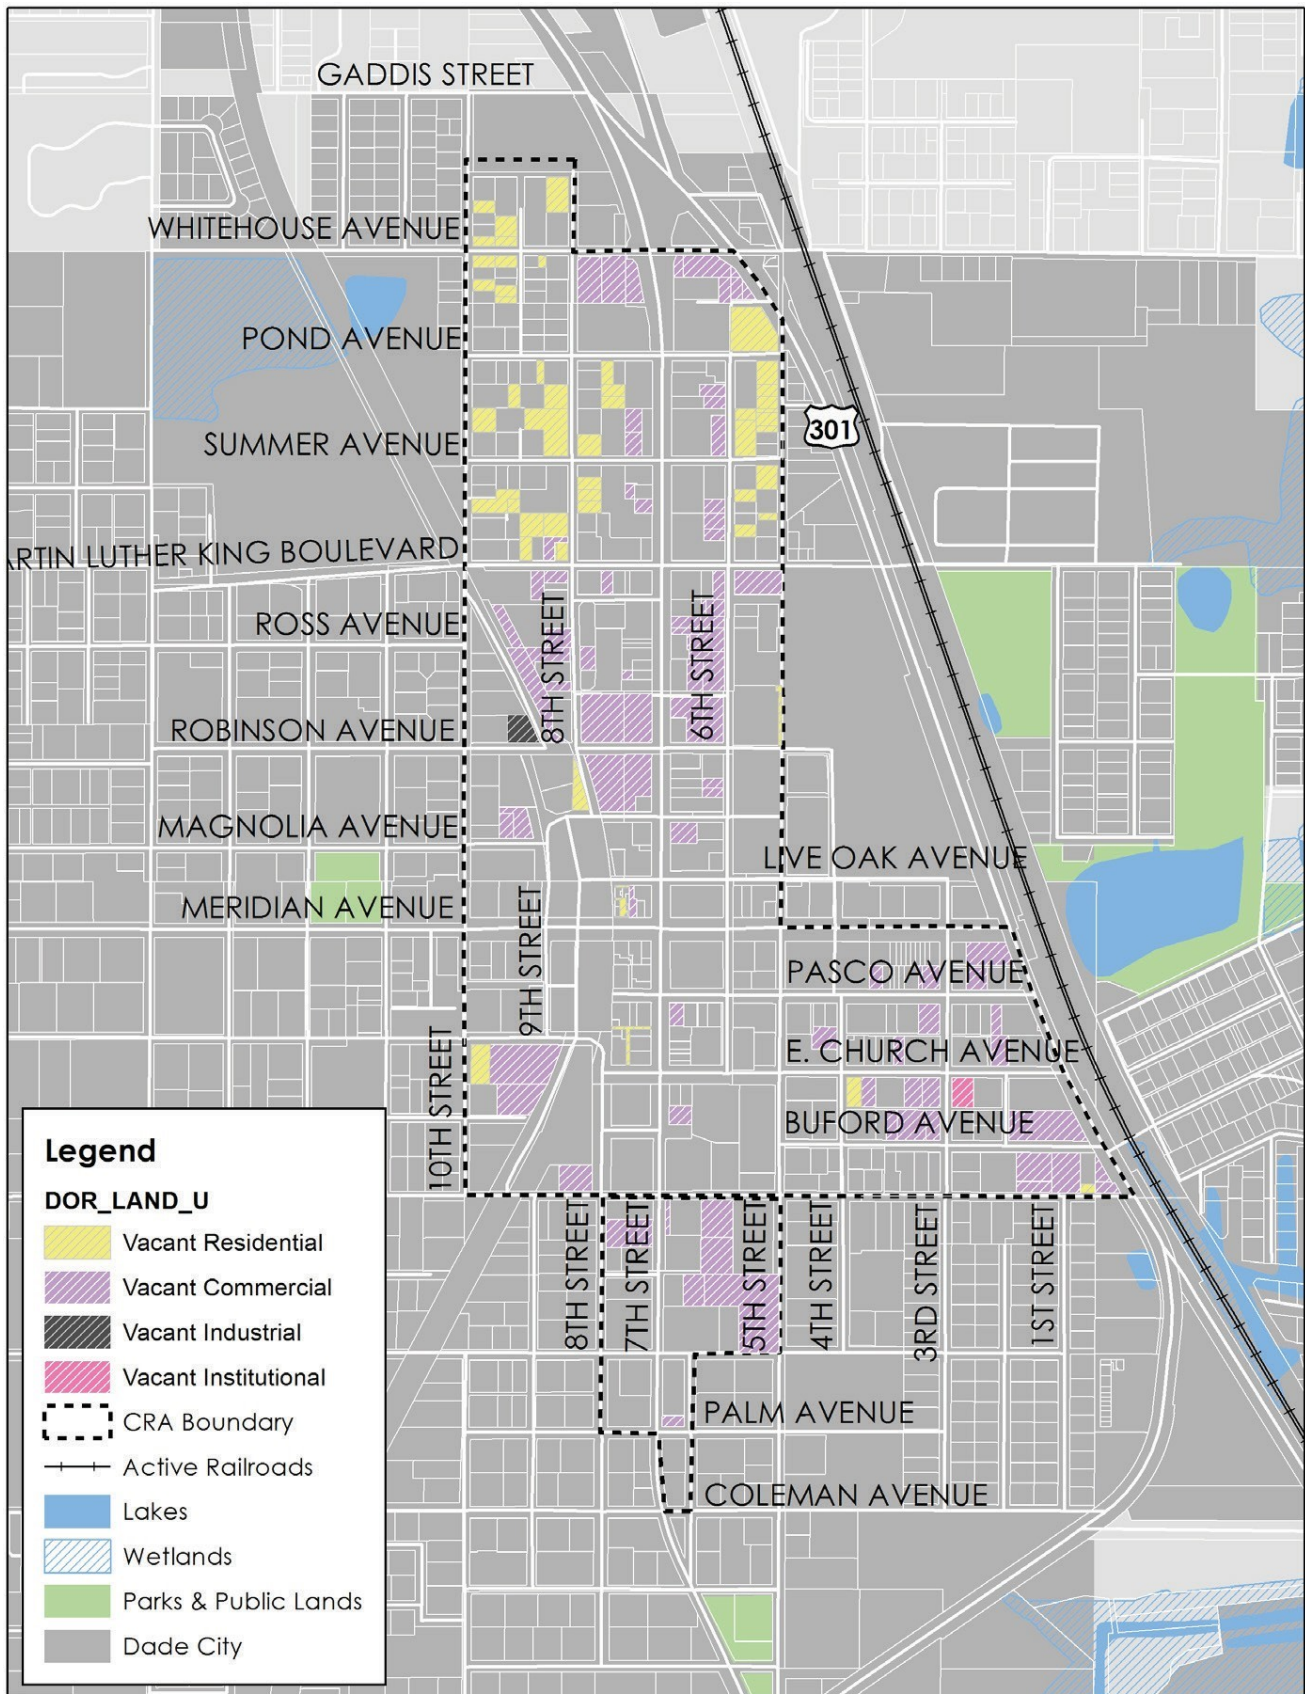 GADDIS STREET
WHITEHOUSE AVENUE
POND AVENUE
SUMMER AVENUE
301
ARTIN LUTHER KING BOULEVARD
ROSS AVENUE
8TH STREET
6TH STREET
ROBINSON AVENUE
MAGNOLIA AVENUE
LIVE OAK AVENUE
MERIDIAN AVENUE
9TH STREET
PASCO AVENUE
10TH STREET
E. CHURCH AVENUE
BUFORD AVENUE
8TH STREET
7TH STREET
5TH STREET
4TH STREET
3RD STREET
1ST STREET
PALM AVENUE
COLEMAN AVENUE
Legend
DOR_LAND_U
Vacant Residential
Vacant Commercial
Vacant Industrial
Vacant Institutional
CRA Boundary
Active Railroads
Lakes
Wetlands
Parks & Public Lands
Dade City